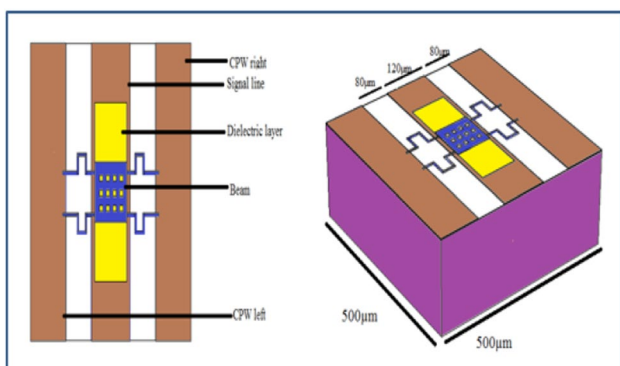 CPW right
Signal line
Dielectric layer
Beam
CPW left
80µm
120µm
80µm
500µm
500µm